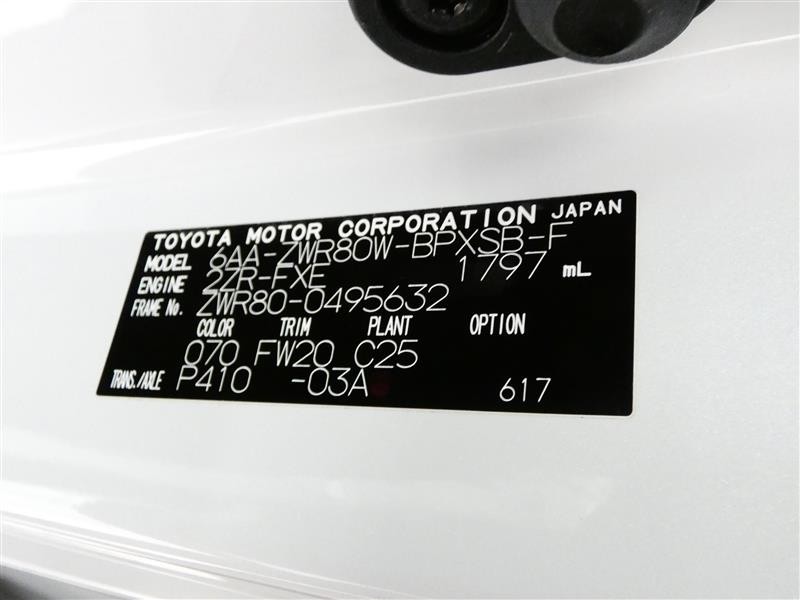 TOYOTA MOTOR CORPORATION JAPAN
MODEL 6AA-ZWR80W-BPXSB-F
ENGINE 2ZR-FXE 1797 mL
FRAME No. ZWR80-0495632
COLOR TRIM PLANT OPTION
070 FW20 C25
TRANS./AXLE P410 -03A 617